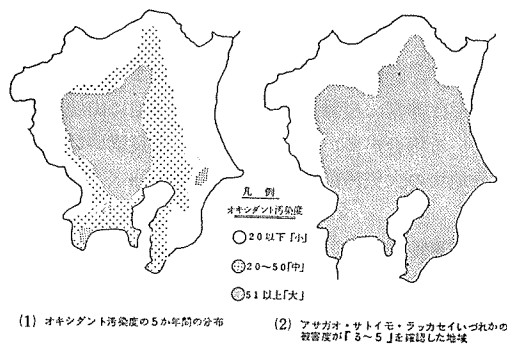 凡例
オキシダント汚染度
20以下「小」
20～50「中」
51以上「大」
(1) オキシダント汚染度の5か年間の分布
(2) アサガオ・サトイモ・ラッカセイいづれかの
被害度が「る～5」を確認した地域